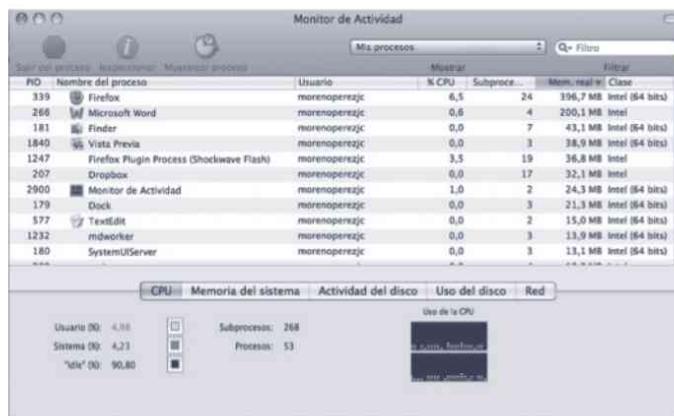 Monitor de Actividad
Mis procesos
Filtro
Salir del proceso Inspeccionar Muestrear proceso Mostrar Filtrar
PID Nombre del proceso Usuario % CPU Subproce... Mem. real Clase
339 Firefox morenoperezjc 6,5 24 396,7 MB Intel (64 bits)
266 Microsoft Word morenoperezjc 0,6 4 200,1 MB Intel
181 Finder morenoperezjc 0,0 7 43,1 MB Intel (64 bits)
1840 Vista Previa morenoperezjc 0,0 3 38,9 MB Intel (64 bits)
1247 Firefox Plugin Process (Shockwave Flash) morenoperezjc 3,5 19 36,8 MB Intel
207 Dropbox morenoperezjc 0,0 17 32,1 MB Intel
2900 Monitor de Actividad morenoperezjc 1,0 2 24,3 MB Intel (64 bits)
179 Dock morenoperezjc 0,0 3 21,3 MB Intel (64 bits)
577 TextEdit morenoperezjc 0,0 2 15,0 MB Intel (64 bits)
1232 mdworker morenoperezjc 0,0 3 13,9 MB Intel (64 bits)
180 SystemUIServer morenoperezjc 0,0 3 13,1 MB Intel (64 bits)
CPU Memoria del sistema Actividad del disco Uso del disco Red
Uso de la CPU
Usuario (%): 4,98 Subprocesos: 268
Sistema (%): 4,23 Procesos: 53
"Idle" (%): 90,80